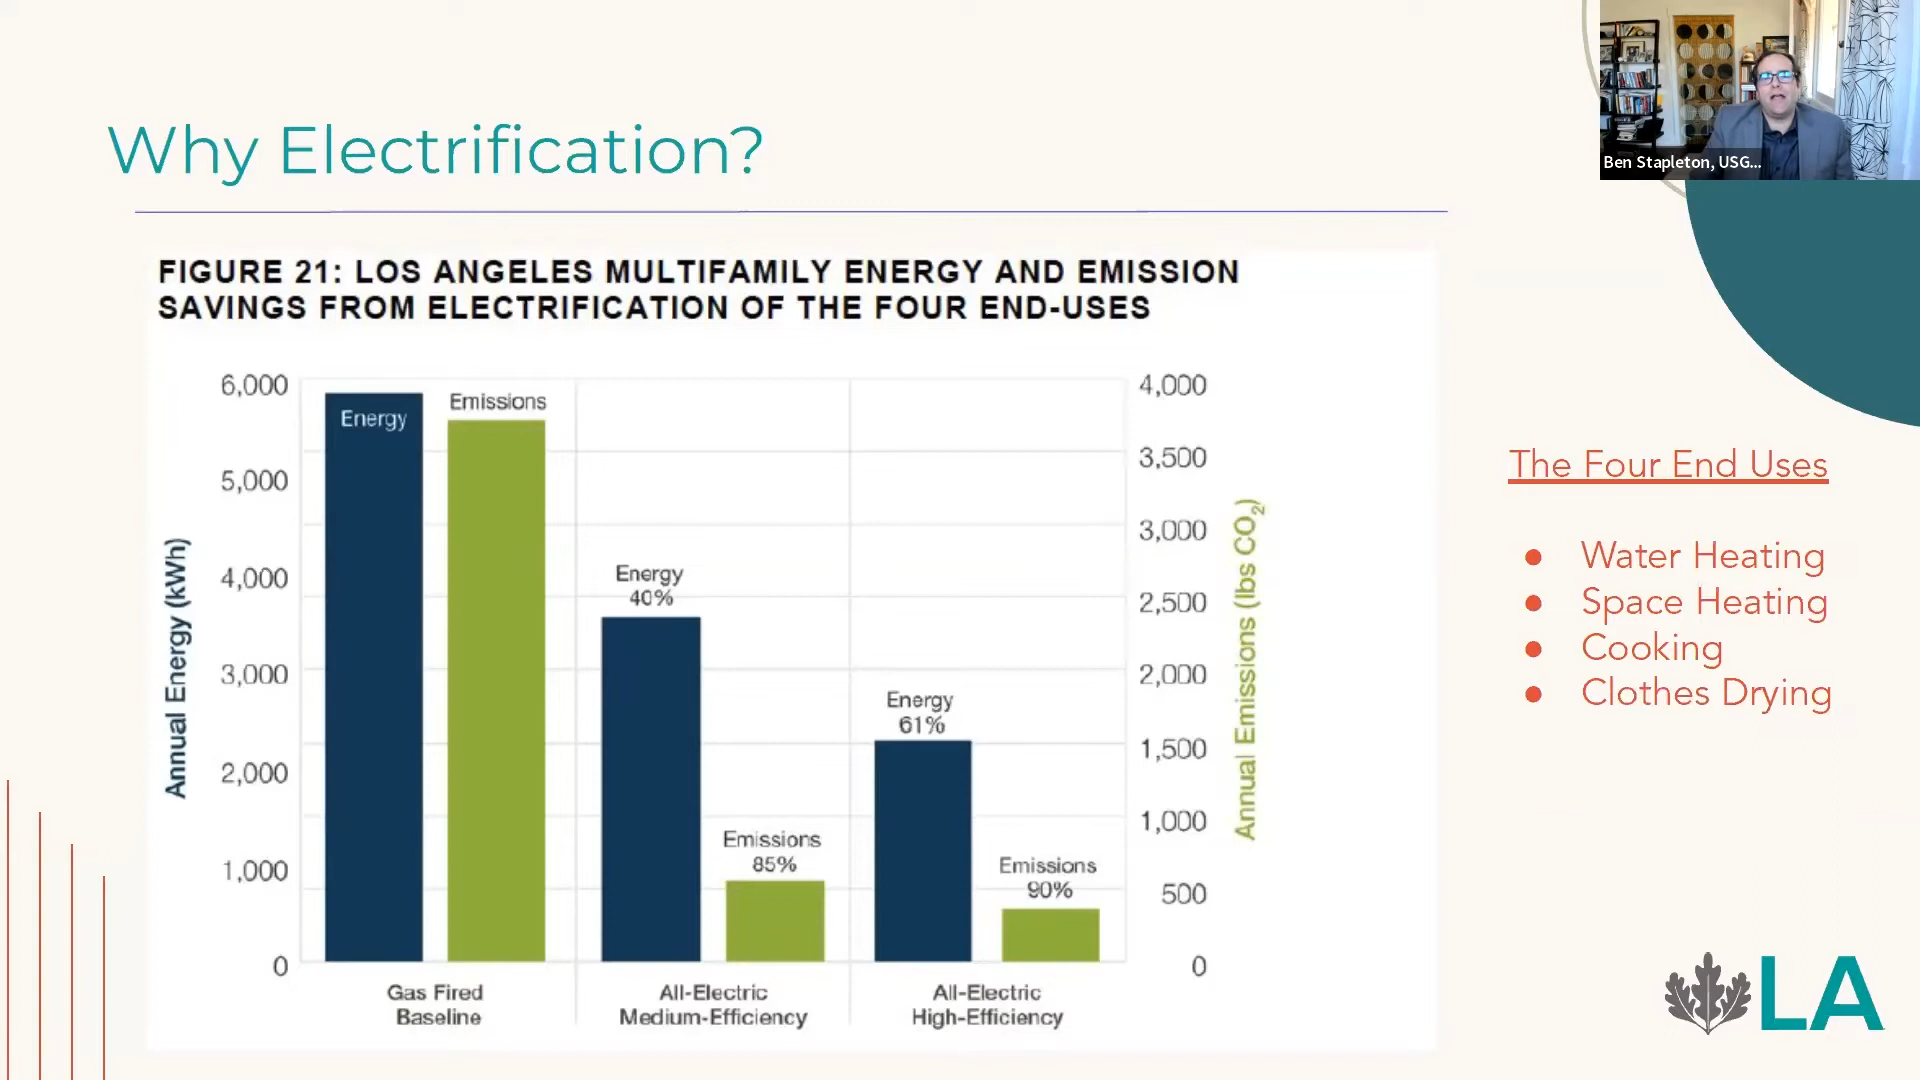 Why Electrification?
Ben Stapleton, USG...
FIGURE 21: LOS ANGELES MULTIFAMILY ENERGY AND EMISSION
SAVINGS FROM ELECTRIFICATION OF THE FOUR END-USES
Annual Energy (kWh)
6,000
5,000
4,000
3,000
2,000
1,000
0
Energy
Emissions
Energy
40%
Emissions
85%
Energy
61%
Emissions
90%
Gas Fired
Baseline
All-Electric
Medium-Efficiency
All-Electric
High-Efficiency
4,000
3,500
3,000
2,500
2,000
1,500
1,000
500
0
Annual Emissions (lbs CO₂)
The Four End Uses
● Water Heating
● Space Heating
● Cooking
● Clothes Drying
LA